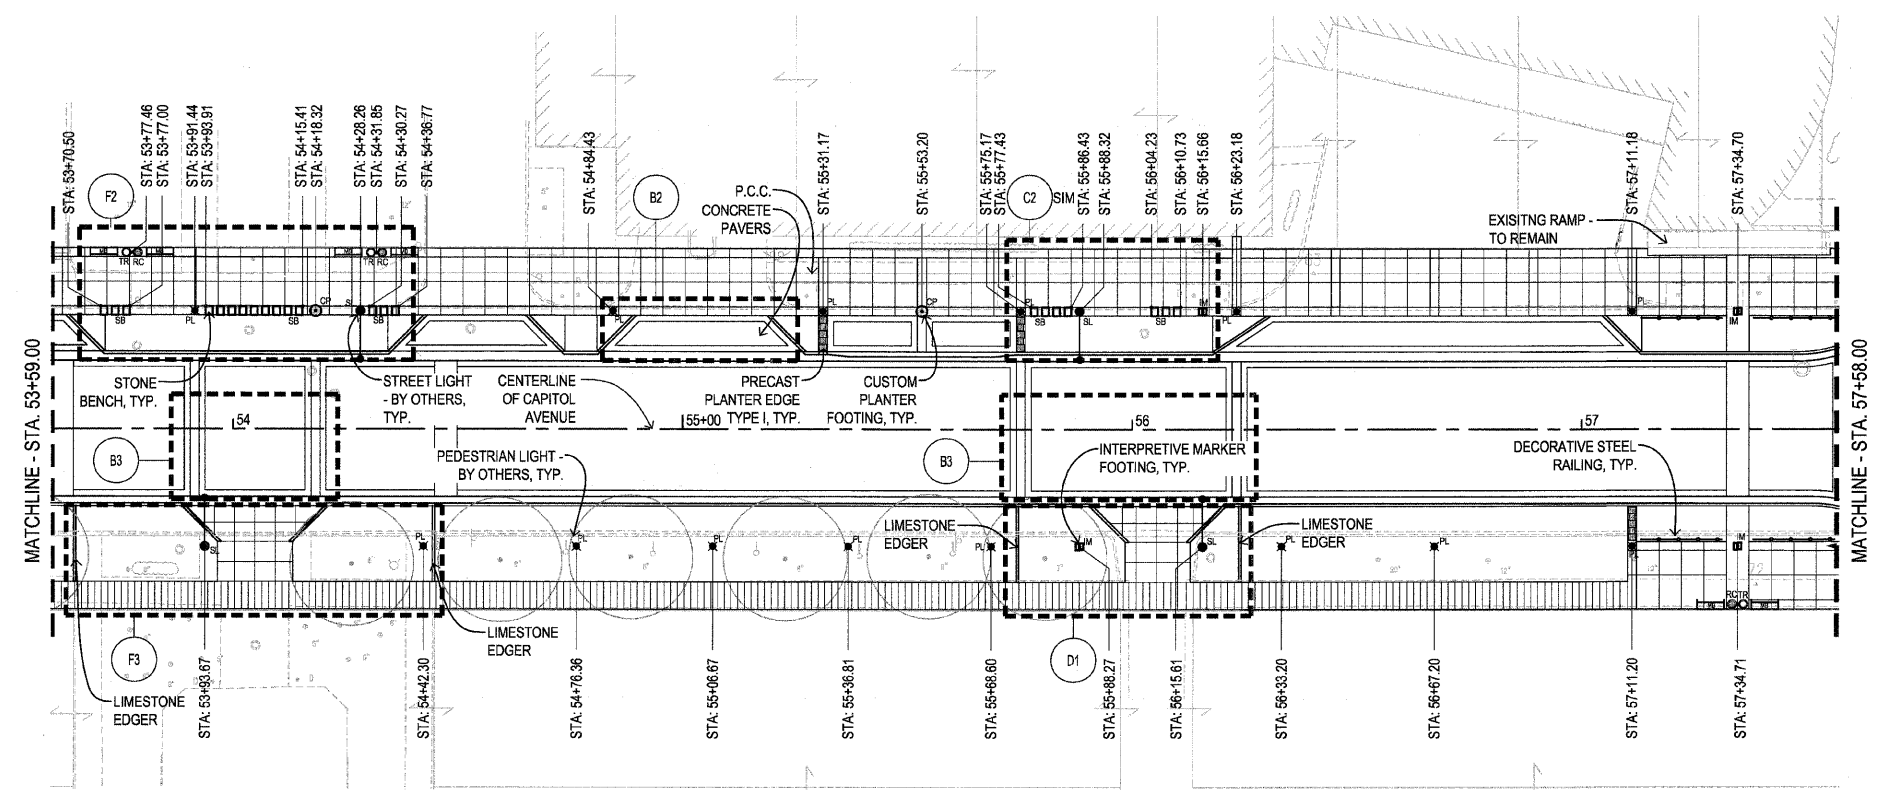 STA: 53+70.50
STA: 53+77.46
STA: 53+77.00
STA: 53+91.44
STA: 53+93.91
STA: 54+15.41
STA: 54+18.32
STA: 54+28.26
STA: 54+31.85
STA: 54+30.27
STA: 54+36.77
STA: 54+84.43
STA: 55+31.17
STA: 55+53.20
STA: 55+75.17
STA: 55+77.43
STA: 55+86.43
STA: 55+88.32
STA: 56+04.23
STA: 56+10.73
STA: 56+15.66
STA: 56+23.18
STA: 57+11.18
STA: 57+34.70
F2
B2
C2
SIM
P.C.C.
CONCRETE
PAVERS
EXISITNG RAMP -
TO REMAIN
TR RC
TR RC
SB
PL
SB
CP
SL
SB
PL
PL
CP
PL
SB
SL
SB
IM
PL
PL
IM
MATCHLINE - STA. 53+59.00
MATCHLINE - STA. 57+58.00
STONE
BENCH, TYP.
STREET LIGHT
- BY OTHERS,
TYP.
CENTERLINE
OF CAPITOL
AVENUE
PRECAST
PLANTER EDGE
TYPE I, TYP.
CUSTOM
PLANTER
FOOTING, TYP.
54
55+00
56
57
B3
B3
PEDESTRIAN LIGHT -
BY OTHERS, TYP.
INTERPRETIVE MARKER
FOOTING, TYP.
DECORATIVE STEEL
RAILING, TYP.
LIMESTONE
EDGER
LIMESTONE
EDGER
SL
PL
PL
PL
PL
PL
IM
SL
PL
PL
IM
RC TR
F3
LIMESTONE
EDGER
LIMESTONE
EDGER
D1
STA: 53+93.67
STA: 54+42.30
STA: 54+76.36
STA: 55+06.67
STA: 55+36.81
STA: 55+68.60
STA: 55+88.27
STA: 56+15.61
STA: 56+33.20
STA: 56+67.20
STA: 57+11.20
STA: 57+34.71